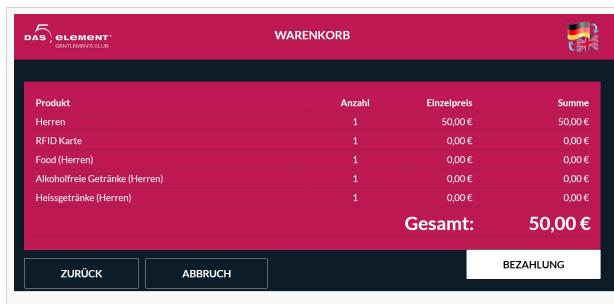 5
DAS ELEMENT
GENTLEMEN'S CLUB
WARENKORB
Produkt Anzahl Einzelpreis Summe
Herren 1 50,00 € 50,00 €
RFID Karte 1 0,00 € 0,00 €
Food (Herren) 1 0,00 € 0,00 €
Alkoholfreie Getränke (Herren) 1 0,00 € 0,00 €
Heissgetränke (Herren) 1 0,00 € 0,00 €
Gesamt: 50,00 €
ZURÜCK ABBRUCH BEZAHLUNG